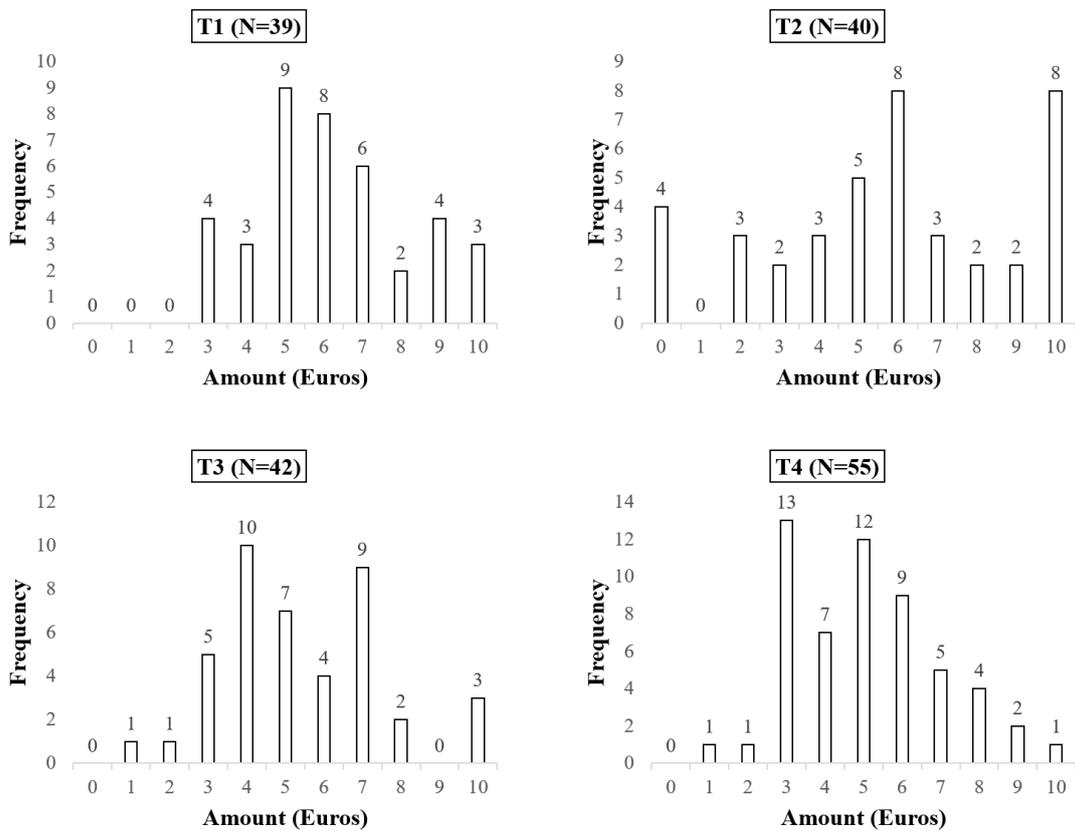 T1 (N=39)
10
9
8
7
6
5
4
3
2
1
0
Frequency
0 0 0 4 3 9 8 6 2 4 3
0 1 2 3 4 5 6 7 8 9 10
Amount (Euros)
T2 (N=40)
9
8
7
6
5
4
3
2
1
0
Frequency
4 0 3 2 3 5 8 3 2 2 8
0 1 2 3 4 5 6 7 8 9 10
Amount (Euros)
T3 (N=42)
12
10
8
6
4
2
0
Frequency
0 1 1 5 10 7 4 9 2 0 3
0 1 2 3 4 5 6 7 8 9 10
Amount (Euros)
T4 (N=55)
14
12
10
8
6
4
2
0
Frequency
0 1 1 13 7 12 9 5 4 2 1
0 1 2 3 4 5 6 7 8 9 10
Amount (Euros)